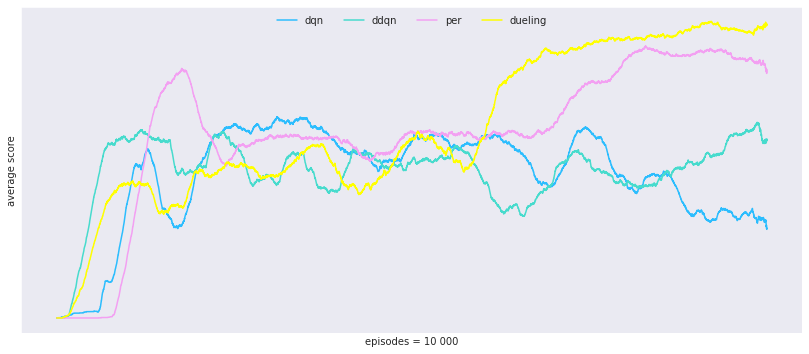 dqn ddqn per dueling
average score
episodes = 10 000